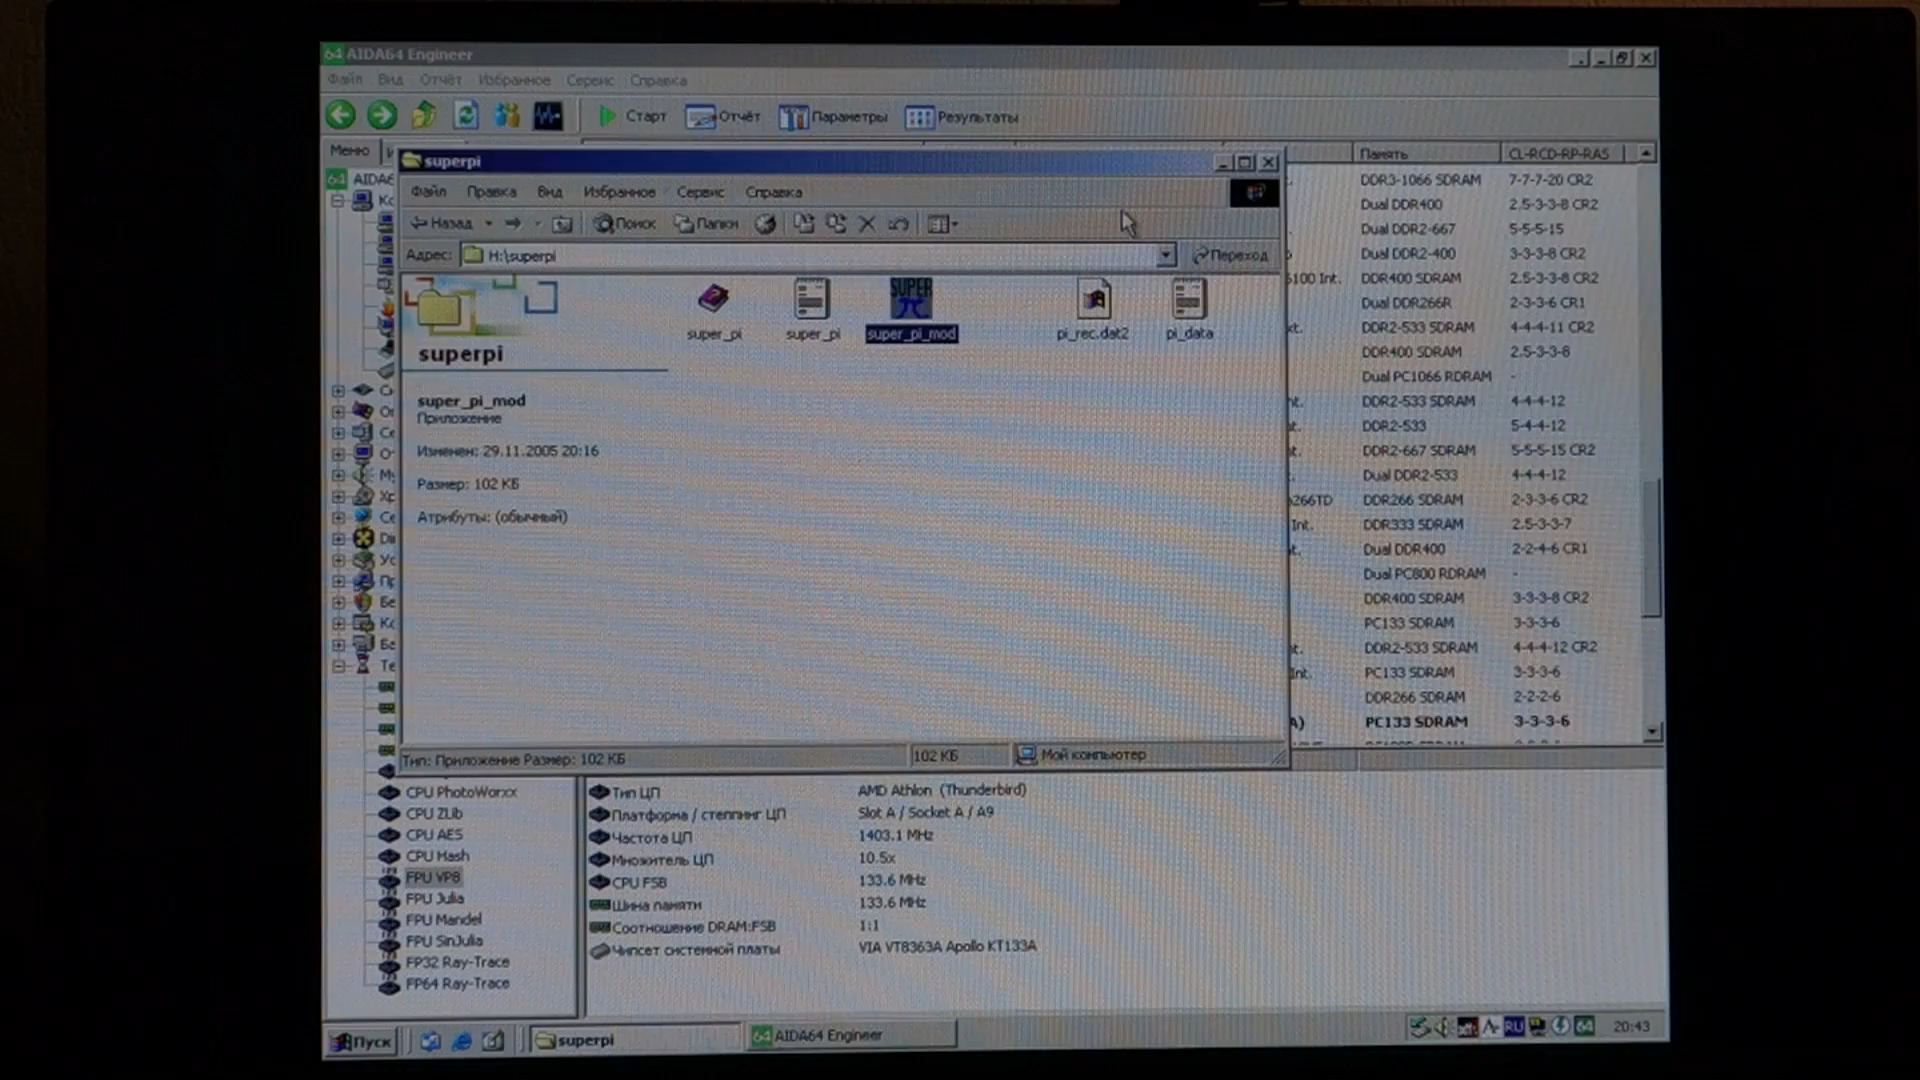 AIDA64 Engineer
Файл Вид Отчёт Избранное Сервис Справка
Старт Отчёт Параметры Результаты
Меню
Память CL-RCD-RP-RAS
superpi
Файл Правка Вид Избранное Сервис Справка
Назад Поиск Папки
Адрес: H:\superpi Переход
super_pi super_pi super_pi_mod pi_rec.dat2 pi_data
superpi
super_pi_mod
Приложение
Изменен: 29.11.2005 20:16
Размер: 102 КБ
Атрибуты: (обычный)
Тип: Приложение Размер: 102 КБ 102 КБ Мой компьютер
DDR3-1066 SDRAM 7-7-7-20 CR2
Dual DDR400 2.5-3-3-8 CR2
Dual DDR2-667 5-5-5-15
Dual DDR2-400 3-3-3-8 CR2
5100 Int. DDR400 SDRAM 2.5-3-3-8 CR2
Dual DDR266R 2-3-3-6 CR1
DDR2-533 SDRAM 4-4-4-11 CR2
DDR400 SDRAM 2.5-3-3-8
Dual PC1066 RDRAM -
DDR2-533 SDRAM 4-4-4-12
DDR2-533 5-4-4-12
DDR2-667 SDRAM 5-5-5-15 CR2
Dual DDR2-533 4-4-4-12
266TD DDR266 SDRAM 2-3-3-6 CR2
Int. DDR333 SDRAM 2.5-3-3-7
Dual DDR400 2-2-4-6 CR1
Dual PC800 RDRAM -
DDR400 SDRAM 3-3-3-8 CR2
PC133 SDRAM 3-3-3-6
DDR2-533 SDRAM 4-4-4-12 CR2
Int. PC133 SDRAM 3-3-3-6
DDR266 SDRAM 2-2-2-6
A) PC133 SDRAM 3-3-3-6
CPU PhotoWorxx
CPU ZLib
CPU AES
CPU Hash
FPU VP8
FPU Julia
FPU Mandel
FPU SinJulia
FP32 Ray-Trace
FP64 Ray-Trace
Тип ЦП AMD Athlon (Thunderbird)
Платформа / степпинг ЦП Slot A / Socket A / A9
Частота ЦП 1403.1 MHz
Множитель ЦП 10.5x
CPU FSB 133.6 MHz
Шина памяти 133.6 MHz
Соотношение DRAM:FSB 1:1
Чипсет системной платы VIA VT8363A Apollo KT133A
Пуск superpi AIDA64 Engineer RU 64 20:43